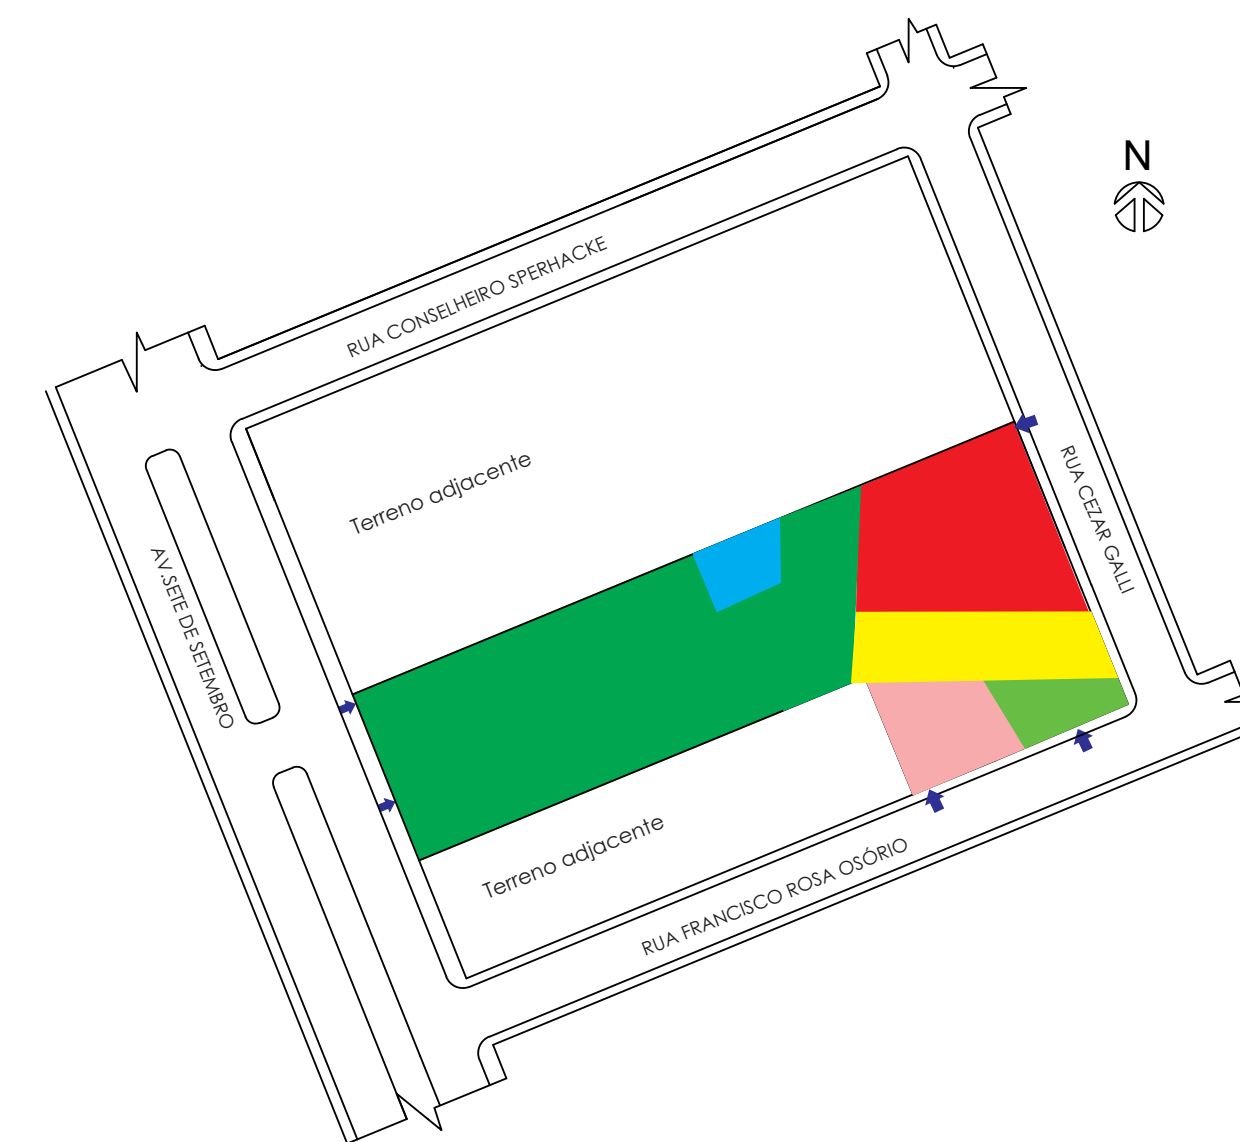 N
RUA CONSELHEIRO SPERHACKE
Terreno adjacente
RUA CEZAR GALLI
AV.SETE DE SETEMBRO
Terreno adjacente
RUA FRANCISCO ROSA OSÓRIO